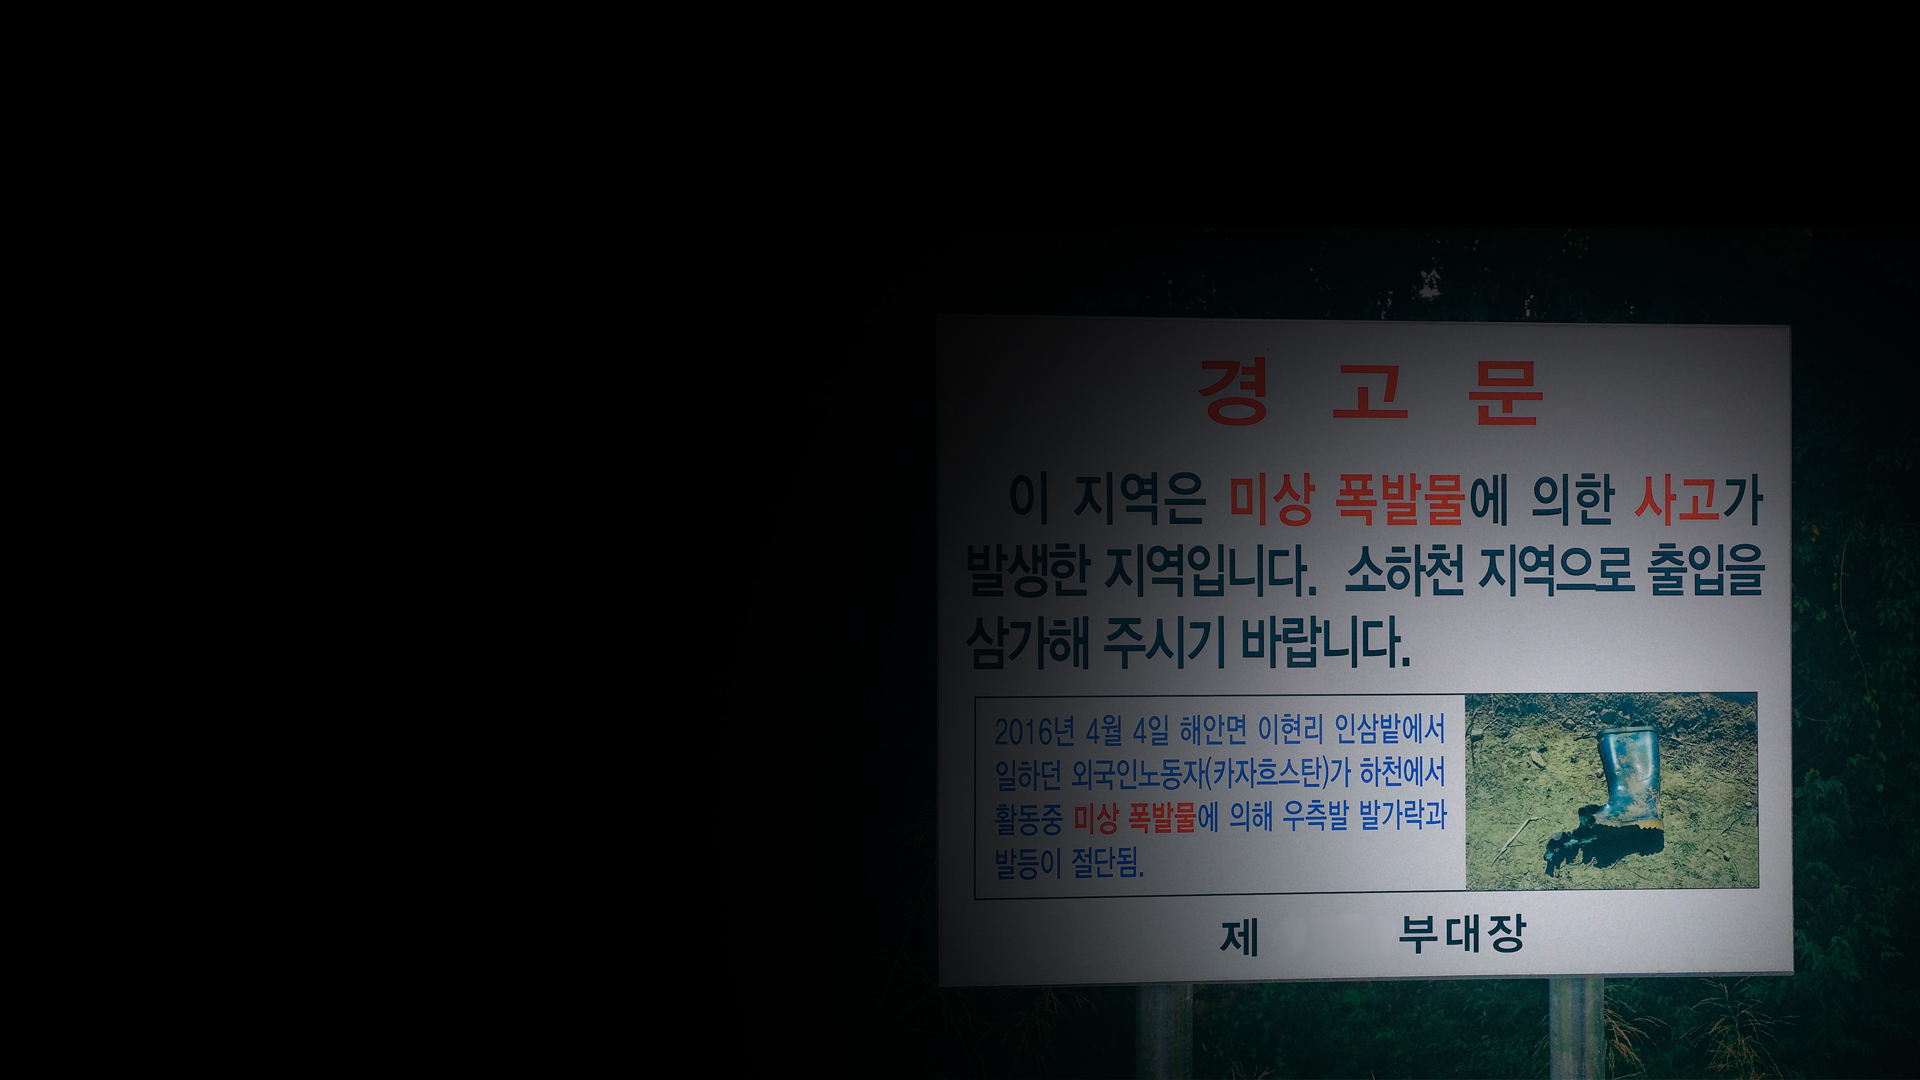 경 고 문
이 지역은 미상 폭발물에 의한 사고가
발생한 지역입니다. 소하천 지역으로 출입을
삼가해 주시기 바랍니다.
2016년 4월 4일 해안면 이현리 인삼밭에서
일하던 외국인노동자(카자흐스탄)가 하천에서
활동중 미상 폭발물에 의해 우측발 발가락과
발등이 절단됨.
제 부대장